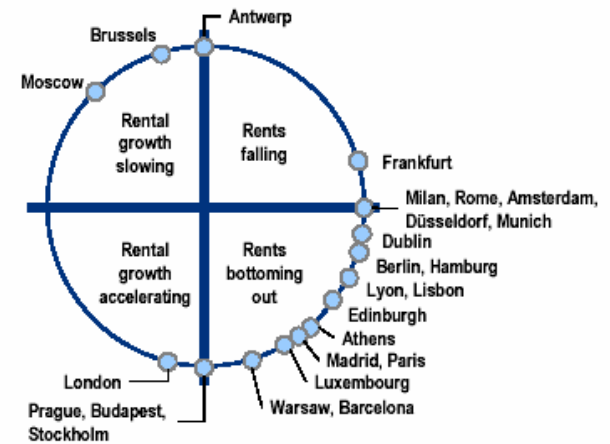 Antwerp
Brussels
Moscow
Rental
growth
slowing
Rents
falling
Frankfurt
Milan, Rome, Amsterdam,
Düsseldorf, Munich
Dublin
Berlin, Hamburg
Lyon, Lisbon
Edinburgh
Athens
Madrid, Paris
Luxembourg
Warsaw, Barcelona
Rental
growth
accelerating
Rents
bottoming
out
London
Prague, Budapest,
Stockholm